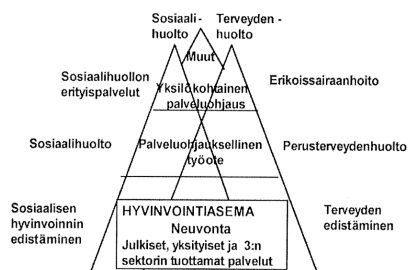 Sosiaali-
huolto
Terveyden-
huolto
Muut
Sosiaalihuollon
erityispalvelut
Yksilökohtainen
palveluohjaus
Erikoissairaanhoito
Sosiaalihuolto
Palveluohjauksellinen
työote
Perusterveydenhuolto
Sosiaalisen
hyvinvoinnin
edistäminen
HYVINVOINTIASEMA
Neuvonta
Julkiset, yksityiset ja 3:n
sektorin tuottamat palvelut
Terveyden
edistäminen